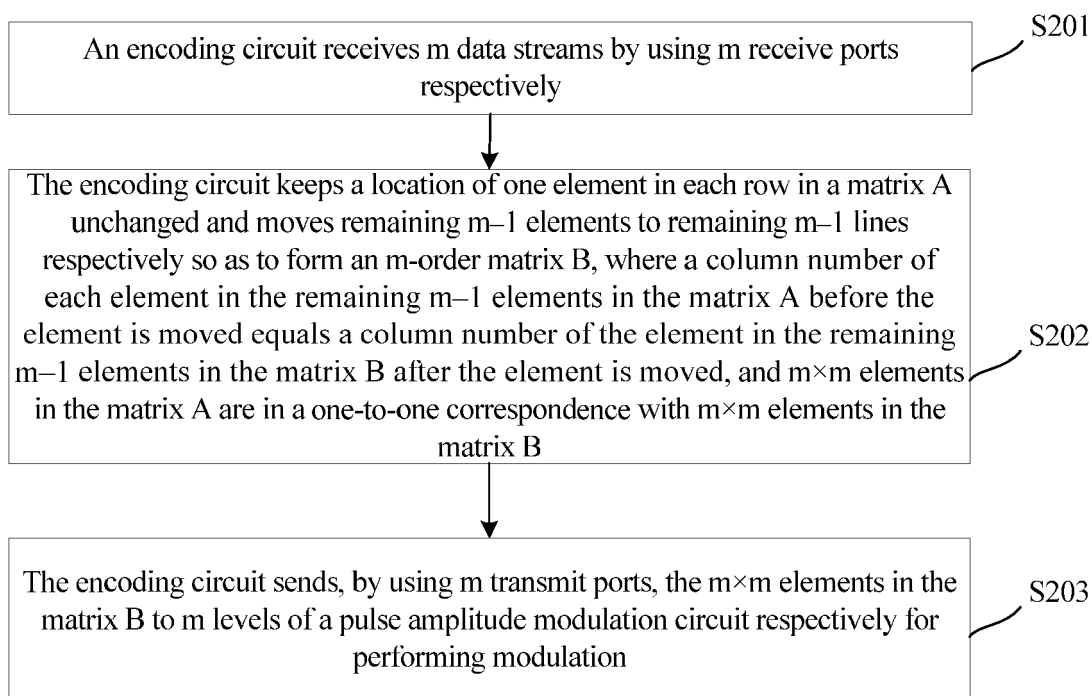 S201
An encoding circuit receives m data streams by using m receive ports
respectively
The encoding circuit keeps a location of one element in each row in a matrix A
unchanged and moves remaining m–1 elements to remaining m–1 lines
respectively so as to form an m-order matrix B, where a column number of
each element in the remaining m–1 elements in the matrix A before the
element is moved equals a column number of the element in the remaining
m–1 elements in the matrix B after the element is moved, and m×m elements
in the matrix A are in a one-to-one correspondence with m×m elements in the
matrix B
S202
The encoding circuit sends, by using m transmit ports, the m×m elements in the
matrix B to m levels of a pulse amplitude modulation circuit respectively for
performing modulation
S203